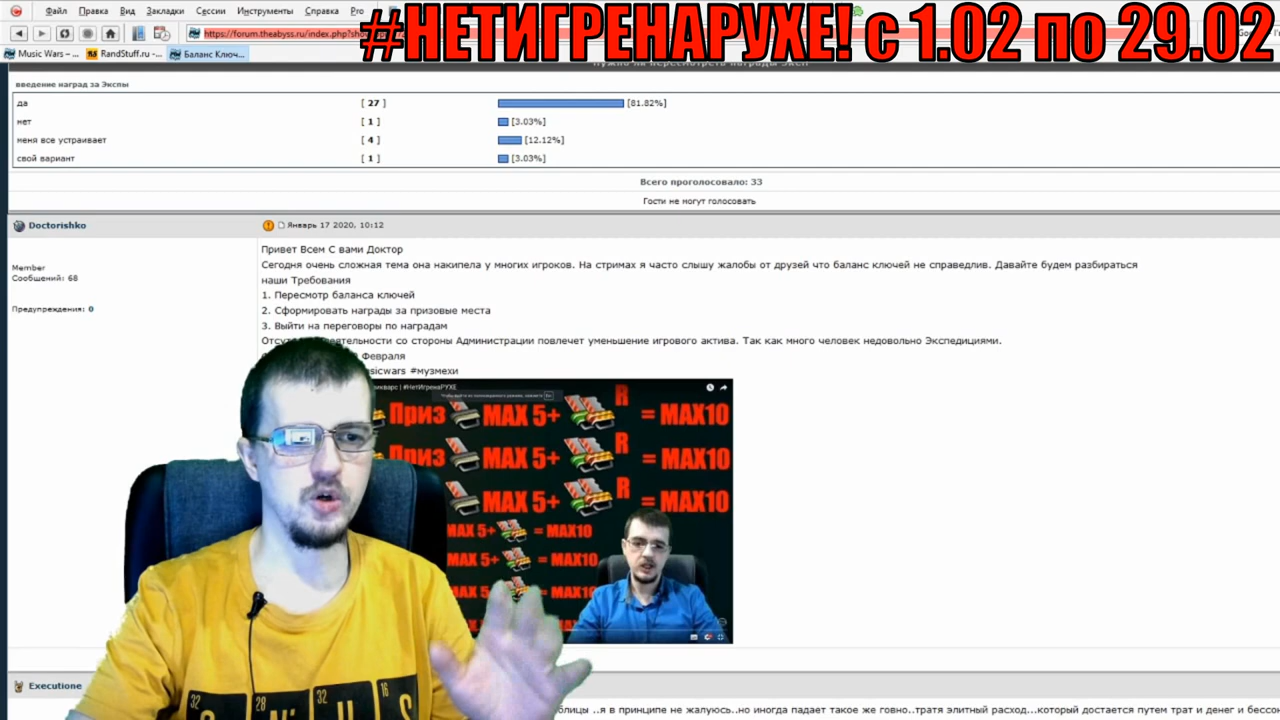 Файл Правка Вид Закладки Сессии Инструменты Справка Pro
#НЕТИГРЕНАРУХЕ! с 1.02 по 29.02
https://forum.theabyss.ru/index.php?sho
Music Wars – ... RandStuff.ru -... Баланс Ключ...
введение наград за Экспы
да [ 27 ] [81.82%]
нет [ 1 ] [3.03%]
меня все устраивает [ 4 ] [12.12%]
свой вариант [ 1 ] [3.03%]
Всего проголосовало: 33
Гости не могут голосовать
Doctorishko Январь 17 2020, 10:12
Привет Всем С вами Доктор
Member
Сегодня очень сложная тема она накипела у многих игроков. На стримах я часто слышу жалобы от друзей что баланс ключей не справедлив. Давайте будем разбираться
Сообщений: 68
наши Требования
1. Пересмотр баланса ключей
Предупреждения: 0
2. Сформировать награды за призовые места
3. Выйти на переговоры по наградам
со стороны Администрации повлечет уменьшение игрового актива. Так как много человек недовольно Экспедициями.
Февраля
#музмехи
#НетИгренаРУХЕ
Приз MAX 5+ R = MAX10
Приз MAX 5+ R = MAX10
MAX 5+ R = MAX10
MAX 5+ = MAX10
MAX 5+ = MAX10
MAX 5+
Executione
32 28 32 16
..я в принципе не жалуюсь..но иногда падает такое же говно..тратя элитный расход...который достается путем трат и денег и